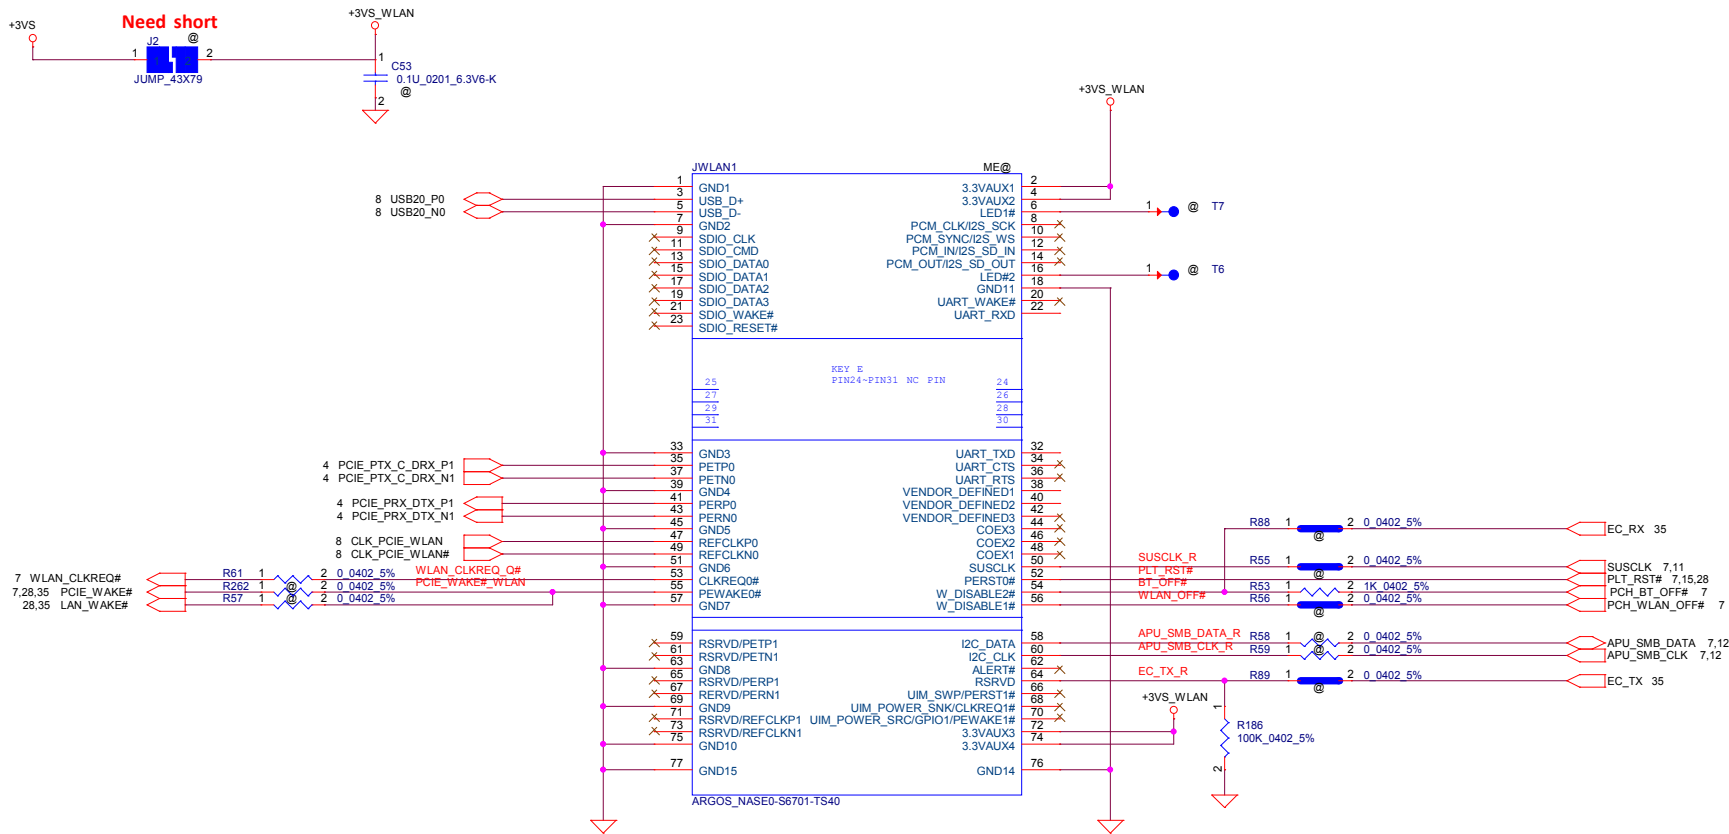 Need short
+3VS
+3VS_WLAN
J2
@
1
1
2
2
1
JUMP_43X79
C53
0.1U_0201_6.3V6-K
@
2
+3VS_WLAN
JWLAN1
ME@
1 GND1
3.3VAUX1 2
8 USB20_P0
3 USB_D+
3.3VAUX2 4
8 USB20_N0
5 USB_D-
LED1# 6
1 @ T7
7 GND2
PCM_CLK/I2S_SCK 8
9 SDIO_CLK
PCM_SYNC/I2S_WS 10
11 SDIO_CMD
PCM_IN/I2S_SD_IN 12
13 SDIO_DATA0
PCM_OUT/I2S_SD_OUT 14
15 SDIO_DATA1
LED#2 16
1 @ T6
17 SDIO_DATA2
GND11 18
19 SDIO_DATA3
UART_WAKE# 20
21 SDIO_WAKE#
UART_RXD 22
23 SDIO_RESET#
KEY E
PIN24~PIN31 NC PIN
25 24
27 26
29 28
31 30
33 GND3
UART_TXD 32
4 PCIE_PTX_C_DRX_P1
35 PETP0
UART_CTS 34
4 PCIE_PTX_C_DRX_N1
37 PETN0
UART_RTS 36
39 GND4
VENDOR_DEFINED1 38
4 PCIE_PRX_DTX_P1
41 PERP0
VENDOR_DEFINED2 40
4 PCIE_PRX_DTX_N1
43 PERN0
VENDOR_DEFINED3 42
45 GND5
COEX3 44
R88 1 2 0_0402_5%
@
EC_RX 35
8 CLK_PCIE_WLAN
47 REFCLKP0
COEX2 46
8 CLK_PCIE_WLAN#
49 REFCLKN0
COEX1 48
51 GND6
SUSCLK 50
SUSCLK_R
R55 1 2 0_0402_5%
@
SUSCLK 7,11
7 WLAN_CLKREQ#
R61 1 2 0_0402_5%
@
WLAN_CLKREQ_Q#
53 CLKREQ0#
PERST0# 52
PLT_RST#
PLT_RST# 7,15,28
7,28,35 PCIE_WAKE#
R262 1 2 0_0402_5%
@
PCIE_WAKE#_WLAN
55 PEWAKE0#
W_DISABLE2# 54
BT_OFF#
R53 1 2 1K_0402_5%
PCH_BT_OFF# 7
28,35 LAN_WAKE#
R57 1 2 0_0402_5%
57 GND7
W_DISABLE1# 56
WLAN_OFF#
R56 1 2 0_0402_5%
@
PCH_WLAN_OFF# 7
59 RSRVD/PETP1
I2C_DATA 58
APU_SMB_DATA_R
R58 1 2 0_0402_5%
@
APU_SMB_DATA 7,12
61 RSRVD/PETN1
I2C_CLK 60
APU_SMB_CLK_R
R59 1 2 0_0402_5%
@
APU_SMB_CLK 7,12
63 GND8
ALERT# 62
65 RSRVD/PERP1
RSRVD 64
EC_TX_R
R89 1 2 0_0402_5%
@
EC_TX 35
67 RERVD/PERN1
UIM_SWP/PERST1# 66
69 GND9
UIM_POWER_SNK/CLKREQ1# 68
+3VS_WLAN
71 RSRVD/REFCLKP1
UIM_POWER_SRC/GPIO1/PEWAKE1# 70
73 RSRVD/REFCLKN1
3.3VAUX3 72
75 GND10
3.3VAUX4 74
1
R186
100K_0402_5%
2
77 GND15
GND14 76
ARGOS_NASE0-S6701-TS40